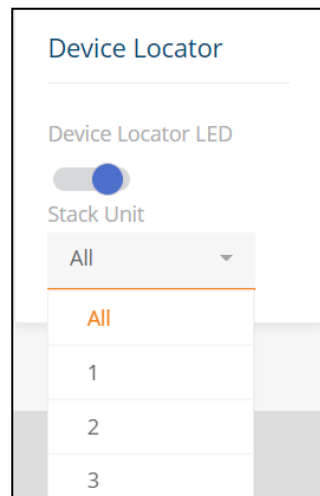 Device Locator
Device Locator LED
Stack Unit
All
All
1
2
3